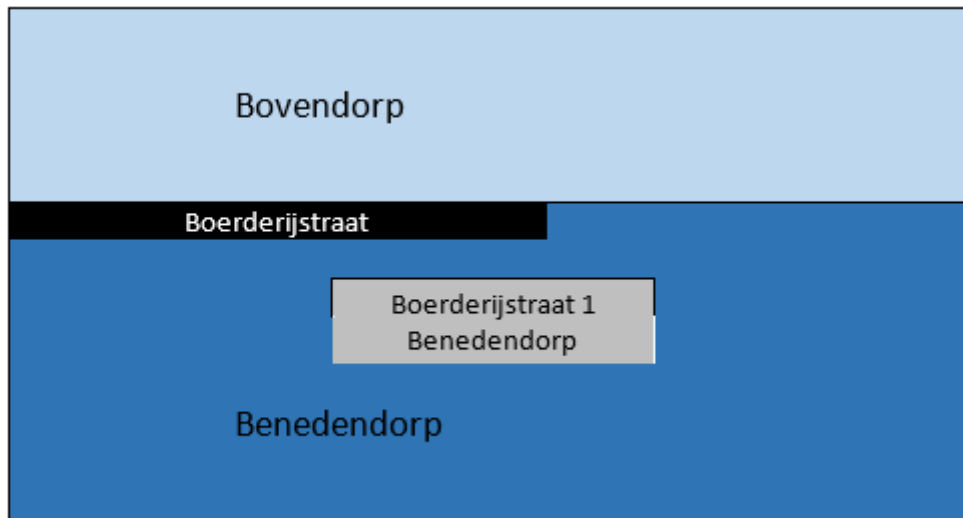 Bovendorp
Boerderijstraat
Boerderijstraat 1
Benedendorp
Benedendorp